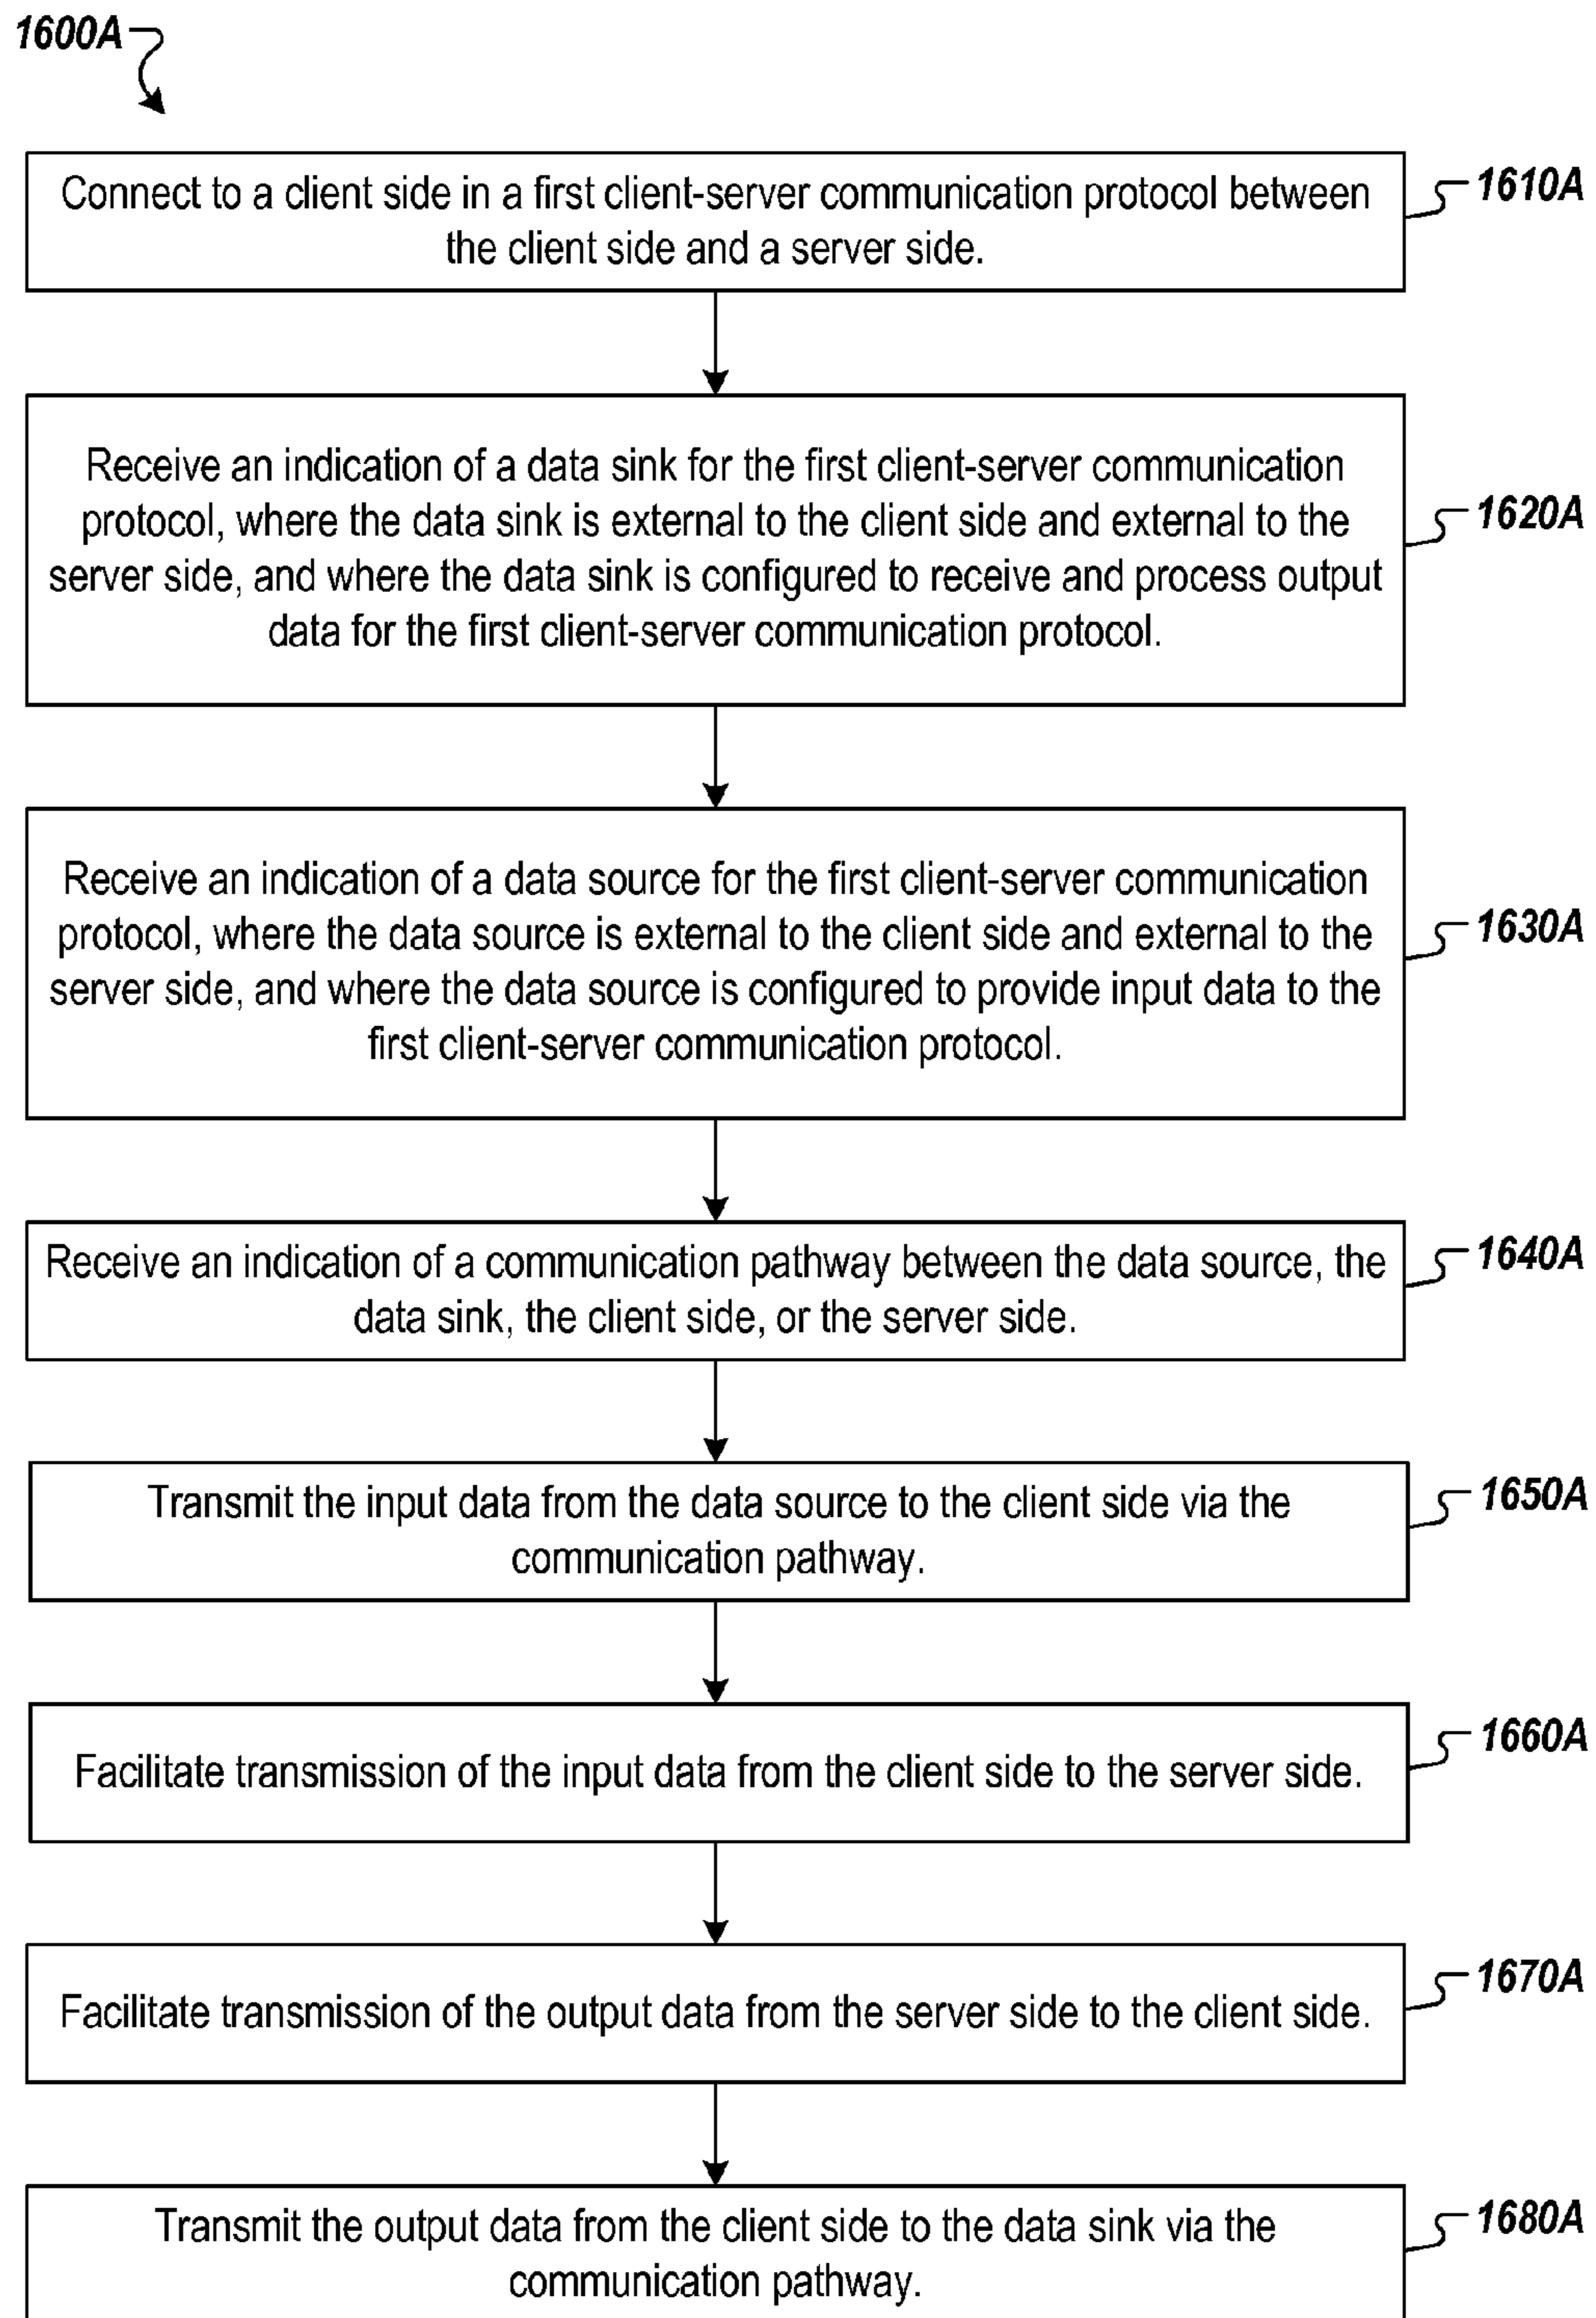 1600A
Connect to a client side in a first client-server communication protocol between
the client side and a server side.
1610A
Receive an indication of a data sink for the first client-server communication
protocol, where the data sink is external to the client side and external to the
server side, and where the data sink is configured to receive and process output
data for the first client-server communication protocol.
1620A
Receive an indication of a data source for the first client-server communication
protocol, where the data source is external to the client side and external to the
server side, and where the data source is configured to provide input data to the
first client-server communication protocol.
1630A
Receive an indication of a communication pathway between the data source, the
data sink, the client side, or the server side.
1640A
Transmit the input data from the data source to the client side via the
communication pathway.
1650A
Facilitate transmission of the input data from the client side to the server side.
1660A
Facilitate transmission of the output data from the server side to the client side.
1670A
Transmit the output data from the client side to the data sink via the
communication pathway.
1680A